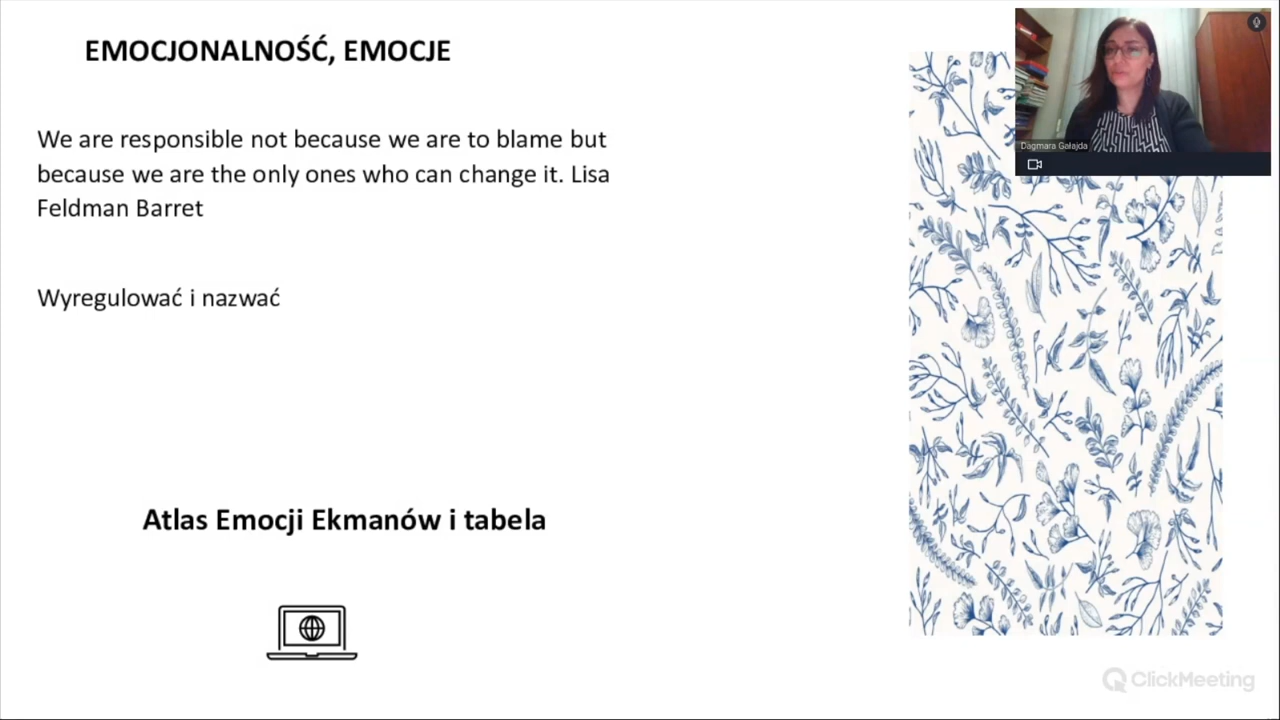 EMOCJONALNOŚĆ, EMOCJE
We are responsible not because we are to blame but
because we are the only ones who can change it. Lisa
Feldman Barret
Wyregulować i nazwać
Atlas Emocji Ekmanów i tabela
Dagmara Gałajda
ClickMeeting